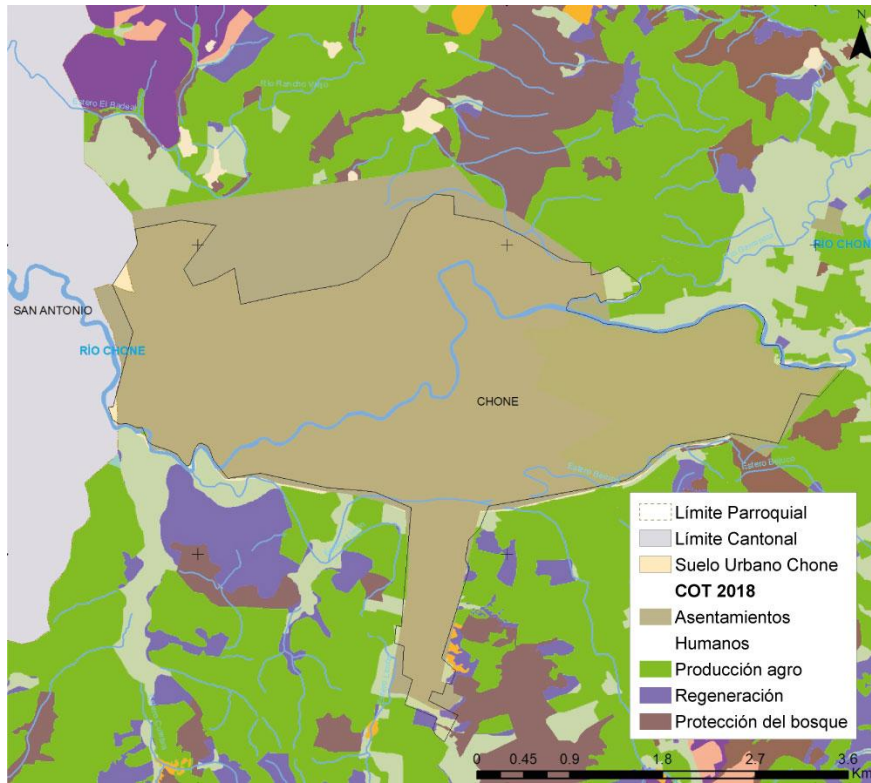 N
Estero El Bejucal
Río Rancho Viejo
RÍO CHONE
SAN ANTONIO
RÍO CHONE
CHONE
Límite Parroquial
Límite Cantonal
Suelo Urbano Chone
COT 2018
Asentamientos
Humanos
Producción agro
Regeneración
Protección del bosque
0 0.45 0.9 1.8 2.7 3.6
Km